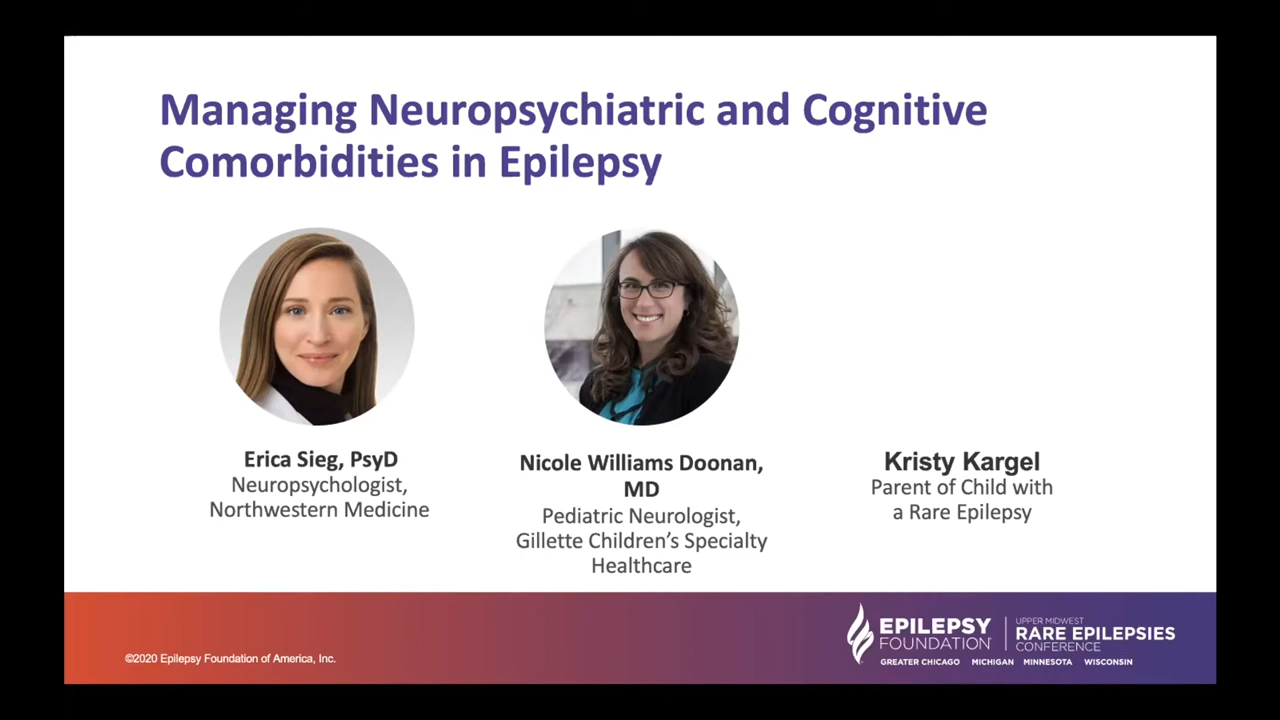 Managing Neuropsychiatric and Cognitive
Comorbidities in Epilepsy
Erica Sieg, PsyD
Neuropsychologist,
Northwestern Medicine
Nicole Williams Doonan,
MD
Pediatric Neurologist,
Gillette Children’s Specialty
Healthcare
Kristy Kargel
Parent of Child with
a Rare Epilepsy
©2020 Epilepsy Foundation of America, Inc.
EPILEPSY
FOUNDATION
UPPER MIDWEST
RARE EPILEPSIES
CONFERENCE
GREATER CHICAGO MICHIGAN MINNESOTA WISCONSIN